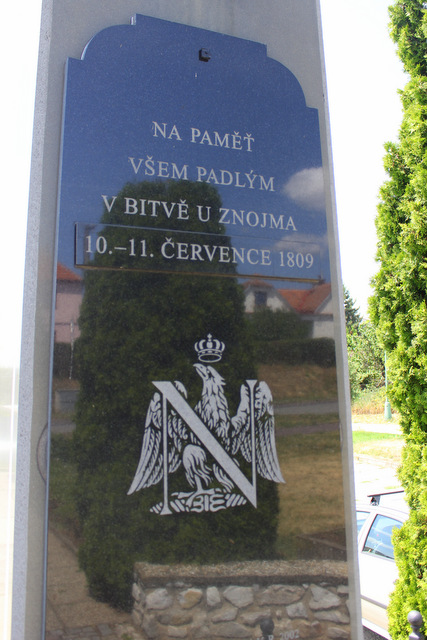 NA PAMĚŤ
VŠEM PADLÝM
V BITVĚ U ZNOJMA
10.–11. ČERVENCE 1809
N